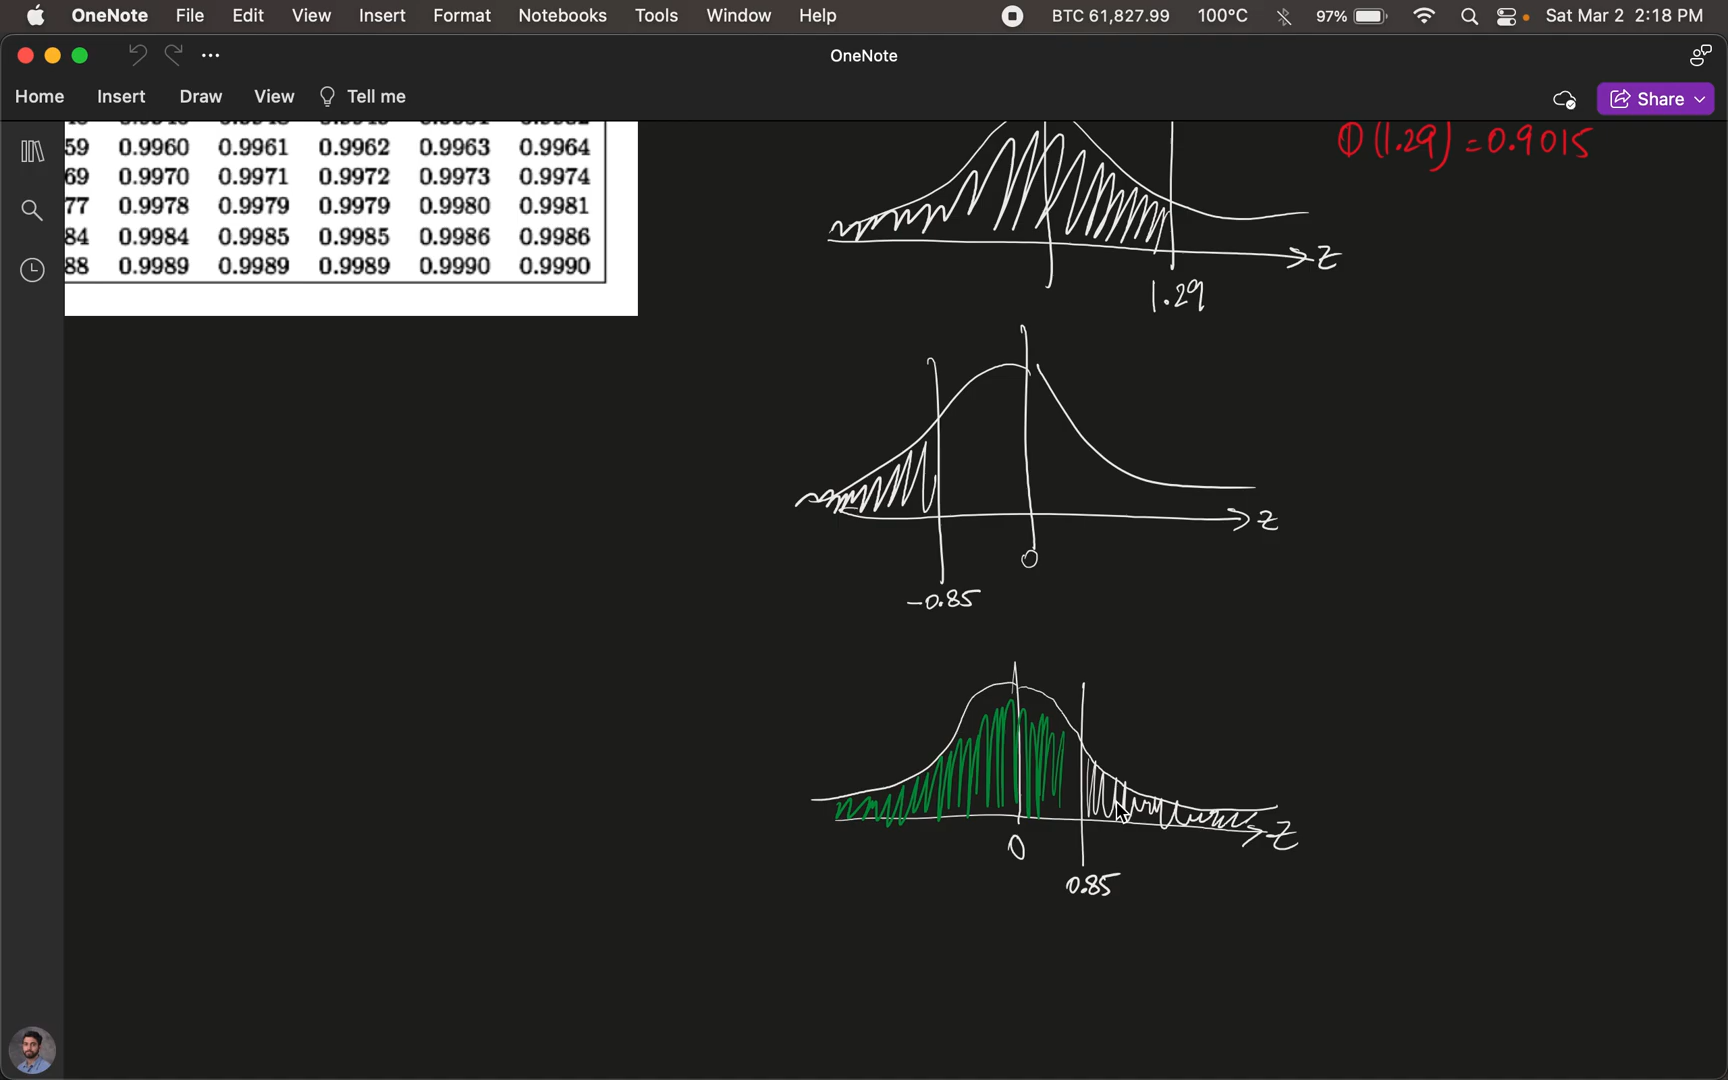 OneNote File Edit View Insert Format Notebooks Tools Window Help BTC 61,827.99 100°C 97% Sat Mar 2 2:18 PM
OneNote
Home Insert Draw View Tell me Share
59 0.9960 0.9961 0.9962 0.9963 0.9964
69 0.9970 0.9971 0.9972 0.9973 0.9974
77 0.9978 0.9979 0.9979 0.9980 0.9981
84 0.9984 0.9985 0.9985 0.9986 0.9986
88 0.9989 0.9989 0.9989 0.9990 0.9990
Φ(1.29) = 0.9015
z
1.29
z
0
-0.85
z
0
0.85